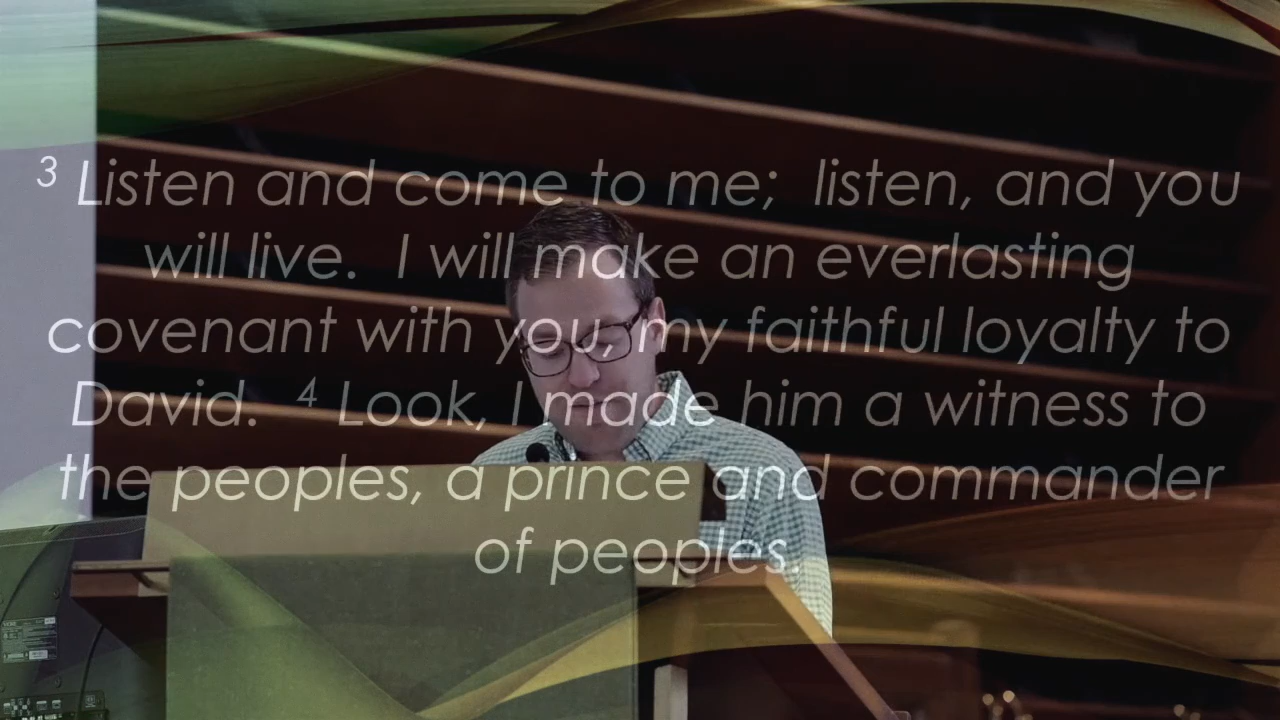 3 Listen and come to me;  listen, and you
will live.  I will make an everlasting
covenant with you, my faithful loyalty to
David.  4 Look, I made him a witness to
the peoples, a prince and commander
of peoples.